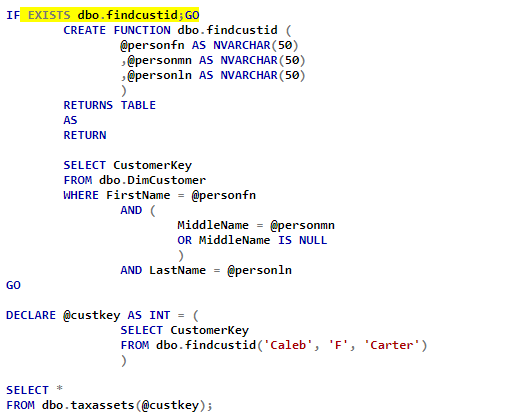 IF EXISTS dbo.findcustid;GO
CREATE FUNCTION dbo.findcustid (
@personfn AS NVARCHAR(50)
,@personmn AS NVARCHAR(50)
,@personln AS NVARCHAR(50)
)
RETURNS TABLE
AS
RETURN
SELECT CustomerKey
FROM dbo.DimCustomer
WHERE FirstName = @personfn
AND (
MiddleName = @personmn
OR MiddleName IS NULL
)
AND LastName = @personln
GO
DECLARE @custkey AS INT = (
SELECT CustomerKey
FROM dbo.findcustid('Caleb', 'F', 'Carter')
)
SELECT *
FROM dbo.taxassets(@custkey);